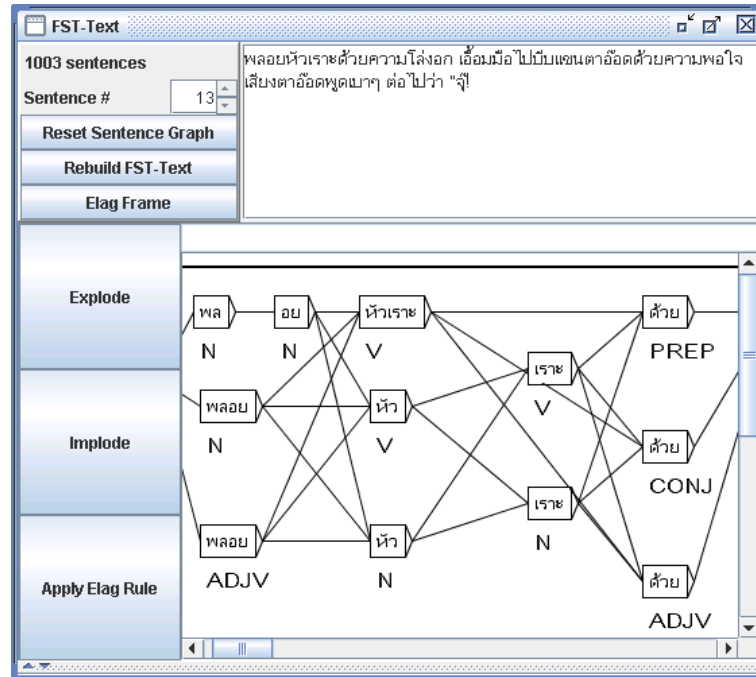 FST-Text
1003 sentences
Sentence # 13
Reset Sentence Graph
Rebuild FST-Text
Elag Frame
พลอยหัวเราะด้วยความโล่งอก เอื้อมมือไปบีบแขนตาอ๊อดด้วยความพอใจ
เสียงตาอ๊อดพูดเบาๆ ต่อไปว่า "จุ๊!
Explode
Implode
Apply Elag Rule
พล อย หัวเราะ ด้วย
N N V PREP
เราะ
V
พลอย หัว ด้วย
N V CONJ
เราะ
N
พลอย หัว ด้วย
ADJV N ADJV